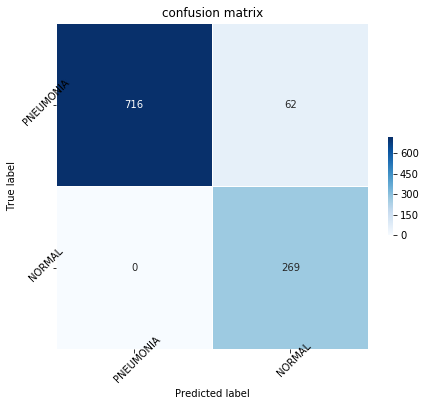 confusion matrix
PNEUMONIA
716
62
NORMAL
0
269
PNEUMONIA
NORMAL
True label
Predicted label
600
450
300
150
0